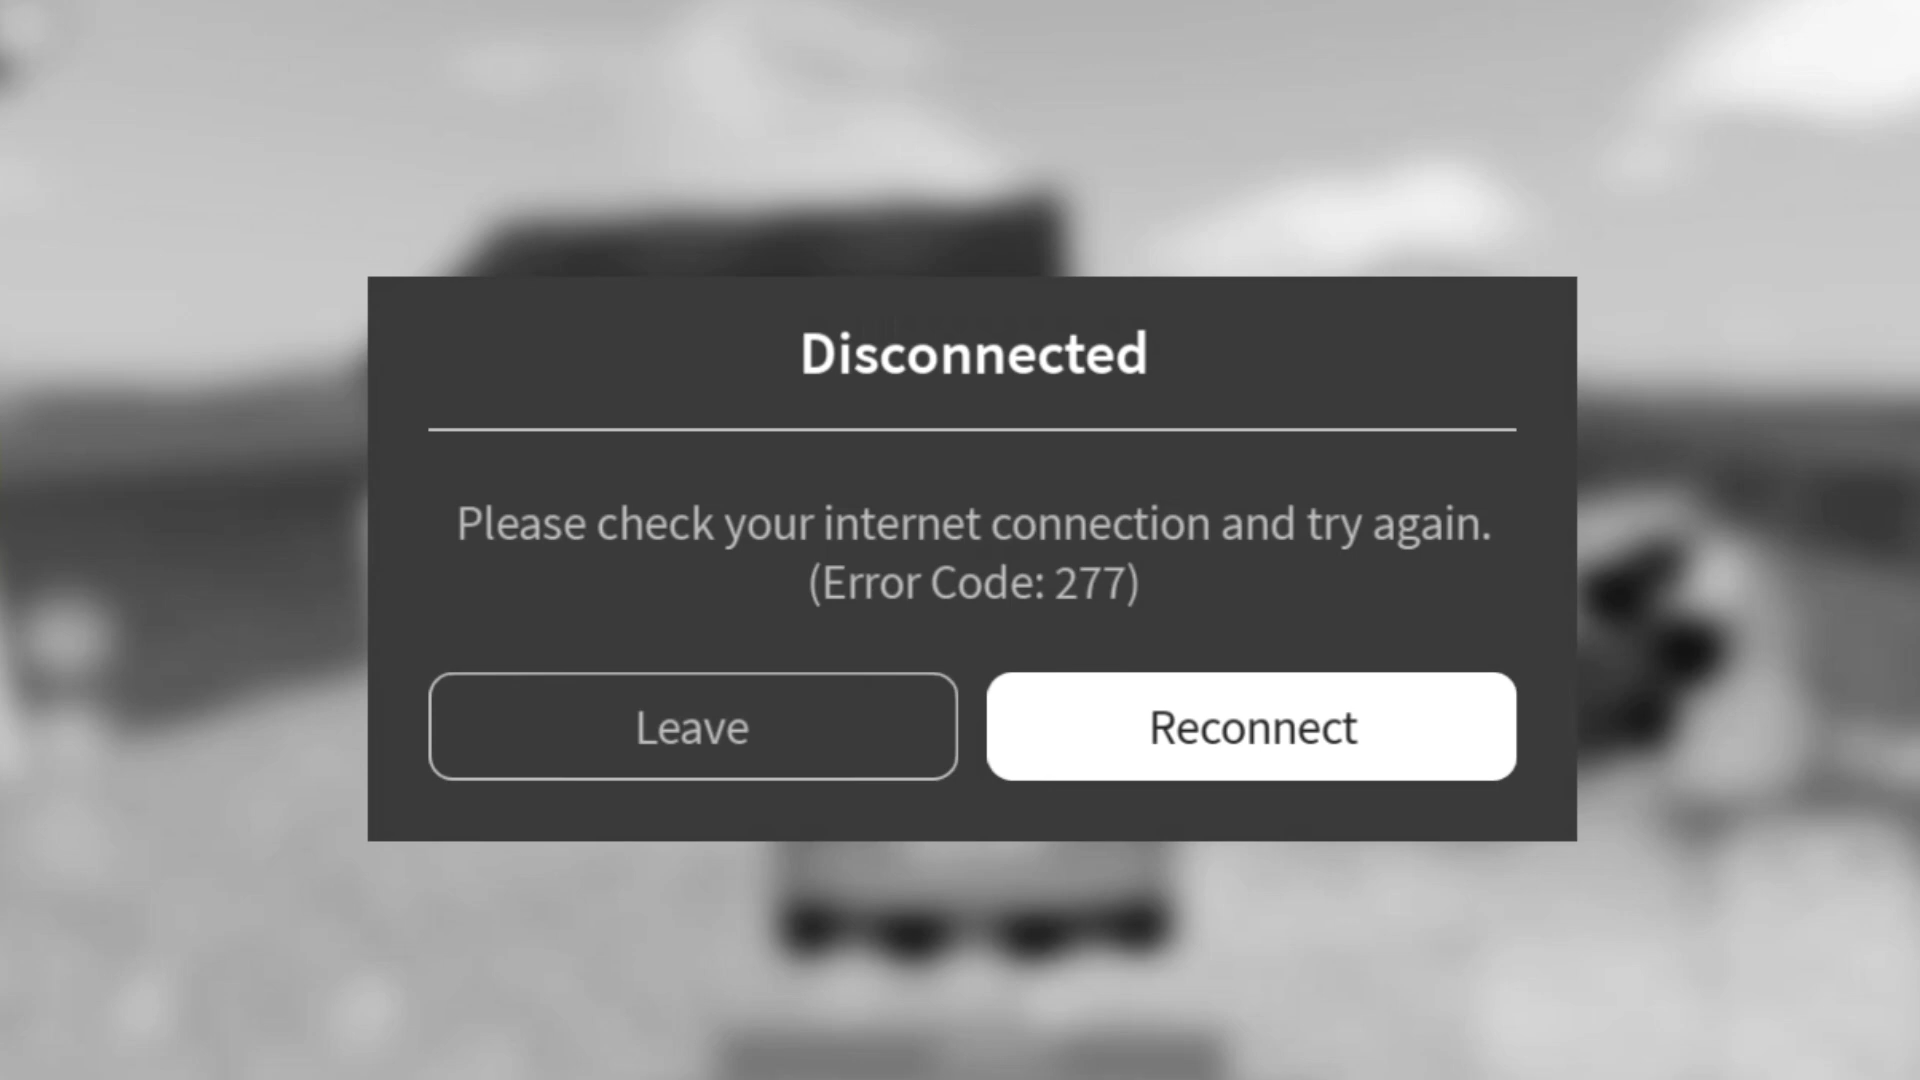 Disconnected
Please check your internet connection and try again.
(Error Code: 277)
Leave
Reconnect